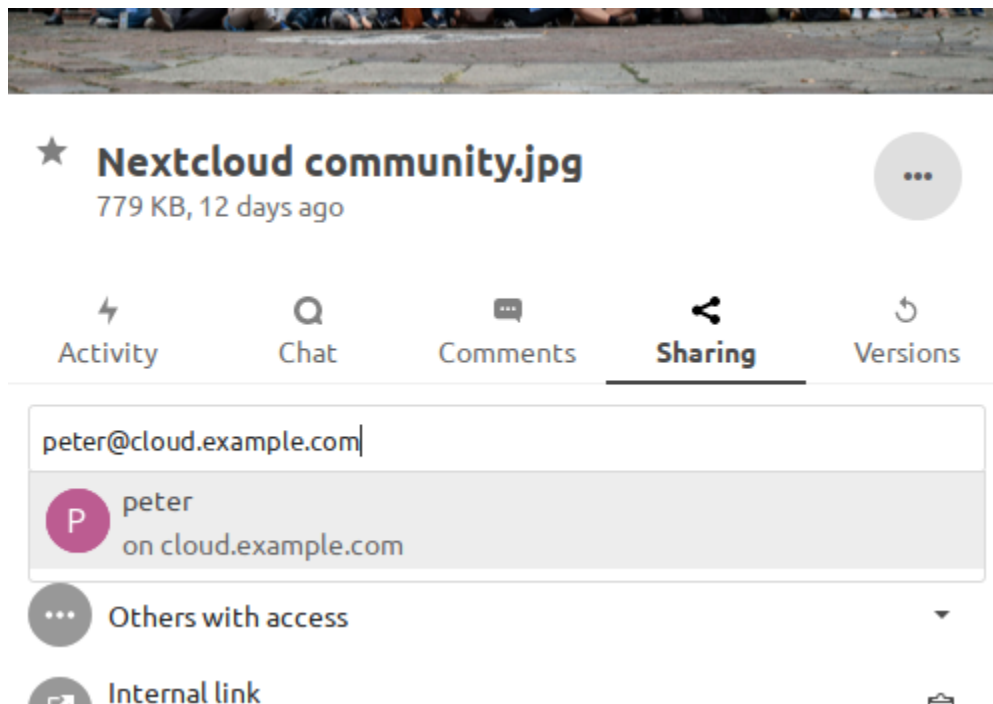 Nextcloud community.jpg
779 KB, 12 days ago
Activity
Chat
Comments
Sharing
Versions
peter@cloud.example.com
P
peter
on cloud.example.com
Others with access
Internal link